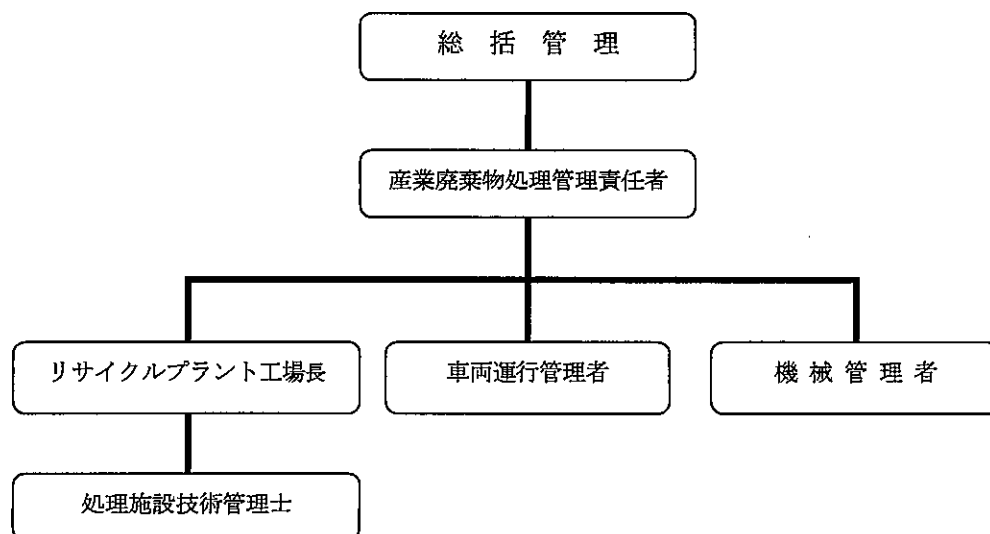 総括管理
産業廃棄物処理管理責任者
リサイクルプラント工場長
車両運行管理者
機械管理者
処理施設技術管理士